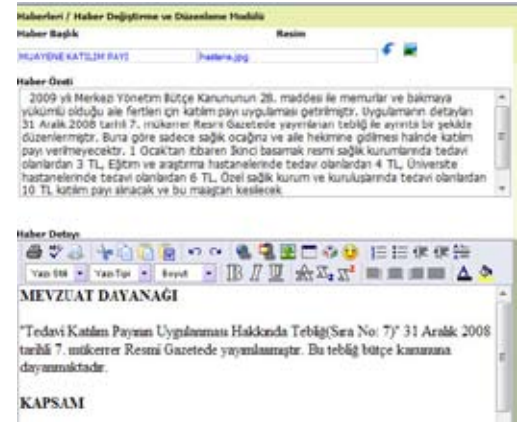 Haberleri / Haber Değiştirme ve Düzenleme Modülü
Haber Başlık Resim
MUAYENE KATILIM PAYI hastane.jpg
Haber Özeti
2009 yılı Merkezi Yönetim Bütçe Kanununun 28. maddesi ile memurlar ve bakmaya
yükümlü olduğu aile fertleri için katılım payı uygulaması getirilmiştir. Uygulamanın detayları
31 Aralık 2008 tarihli 7. mükerrer Resmi Gazetede yayımlanan tebliğ ile ayrıntılı bir şekilde
düzenlenmiştir. Buna göre sadece sağlık ocağına ve aile hekimine gidilmesi halinde katılım
payı verilmeyecektir. 1 Ocak'tan itibaren İkinci basamak resmi sağlık kurumlarında tedavi
olanlardan 3 TL, Eğitim ve araştırma hastanelerinde tedavi olanlardan 4 TL, Üniversite
hastanelerinde tedavi olanlardan 6 TL, Özel sağlık kurum ve kuruluşlarında tedavi olanlardan
10 TL katılım payı alınacak ve bu maaştan kesilecek
Haber Detayı
Yazı Stili Yazı Tipi Boyut
MEVZUAT DAYANAĞI
"Tedavi Katılım Payının Uygulanması Hakkında Tebliğ(Sıra No: 7)" 31 Aralık 2008
tarihli 7. mükerrer Resmi Gazetede yayımlanmıştır. Bu tebliğ bütçe kanununa
dayanmaktadır.
KAPSAM